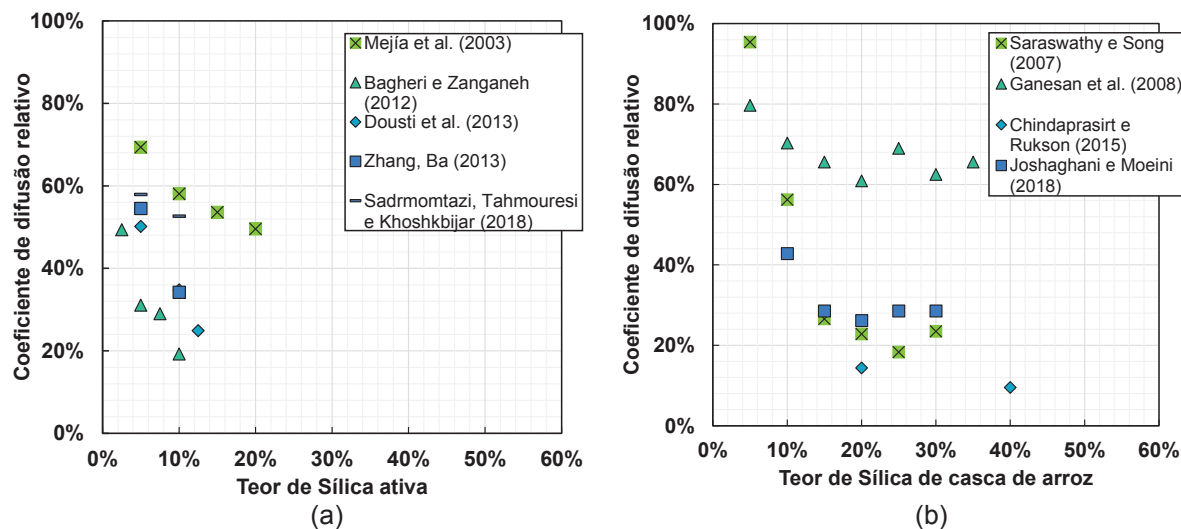 100%
80%
60%
40%
20%
0%
Coeficiente de difusão relativo
0%
10%
20%
30%
40%
50%
60%
Teor de Sílica ativa
Mejía et al. (2003)
Bagheri e Zanganeh
(2012)
Dousti et al. (2013)
Zhang, Ba (2013)
Sadrmomtazi, Tahmouresi
e Khoshkbijar (2018)
(a)
100%
80%
60%
40%
20%
0%
Coeficiente de difusão relativo
0%
10%
20%
30%
40%
50%
60%
Teor de Sílica de casca de arroz
Saraswathy e Song
(2007)
Ganesan et al. (2008)
Chindaprasirt e
Rukson (2015)
Joshaghani e Moeini
(2018)
(b)